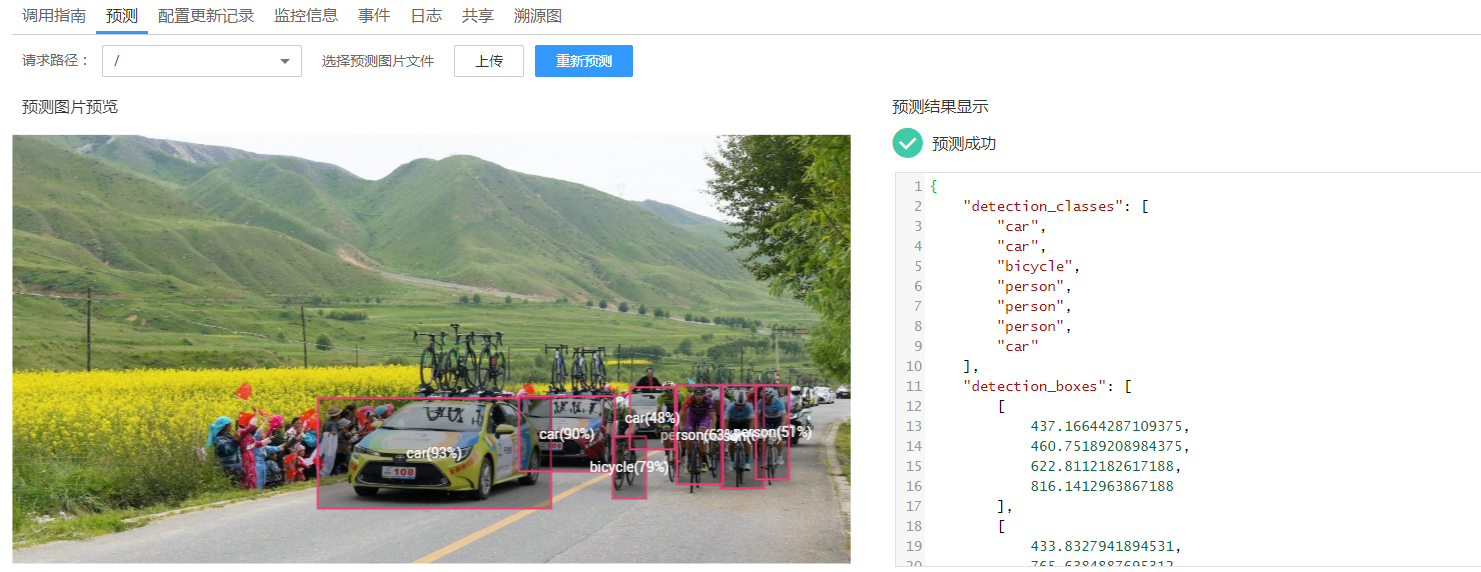 调用指南 预测 配置更新记录 监控信息 事件 日志 共享 溯源图
请求路径： / 选择预测图片文件 上传 重新预测
预测图片预览
car(93%)
car(90%)
bicycle(79%)
car(48%)
person(63%)
person(51%)
108
预测结果显示
预测成功
1 {
2 "detection_classes": [
3 "car",
4 "car",
5 "bicycle",
6 "person",
7 "person",
8 "person",
9 "car"
10 ],
11 "detection_boxes": [
12 [
13 437.16644287109375,
14 460.75189208984375,
15 622.8112182617188,
16 816.1412963867188
17 ],
18 [
19 433.8327941894531,
20 765.6384887695312,